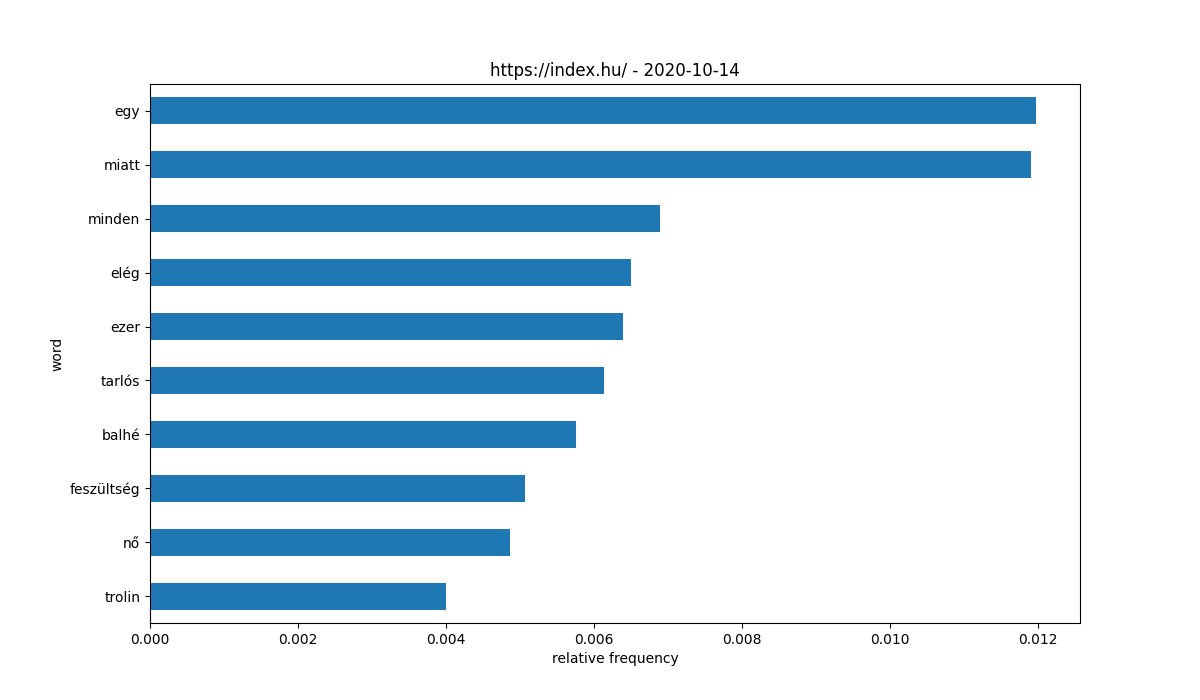 https://index.hu/ - 2020-10-14
egy
miatt
minden
elég
ezer
tarlós
balhé
feszültség
nő
trolin
word
0.000 0.002 0.004 0.006 0.008 0.010 0.012
relative frequency